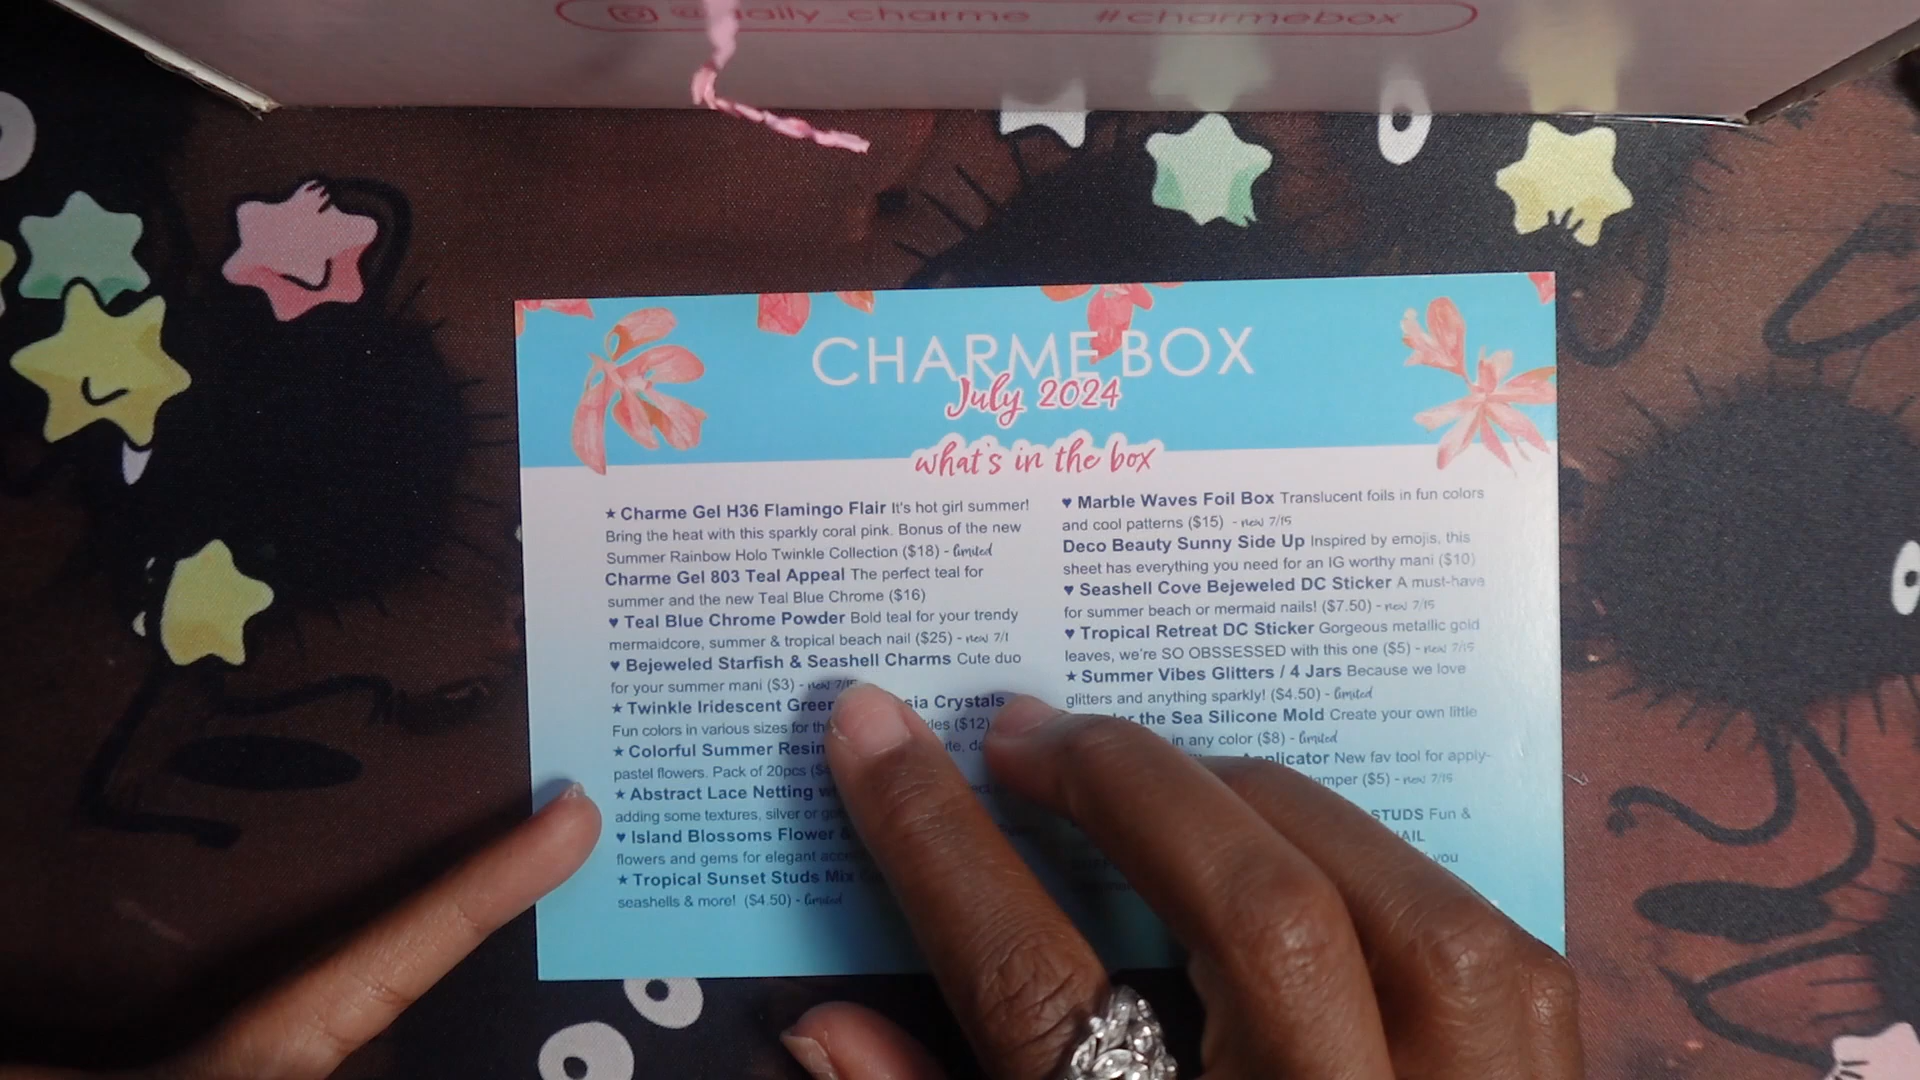 @daily_charme #charmebox
CHARME BOX
July 2024
what's in the box
★ Charme Gel H36 Flamingo Flair It's hot girl summer!
Bring the heat with this sparkly coral pink. Bonus of the new
Summer Rainbow Holo Twinkle Collection ($18) - limited
Charme Gel 803 Teal Appeal The perfect teal for
summer and the new Teal Blue Chrome ($16)
♥ Teal Blue Chrome Powder Bold teal for your trendy
mermaidcore, summer & tropical beach nail ($25) - new 7/1
♥ Bejeweled Starfish & Seashell Charms Cute duo
for your summer mani ($3) - new 7/15
★ Twinkle Iridescent Crystals
Fun colors in various sizes for ($12)
★ Colorful Summer Resin
pastel flowers. Pack of 20pcs
★ Abstract Lace Netting
adding some textures, silver or
♥ Island Blossoms Flower &
flowers and gems for elegant
★ Tropical Sunset Studs Mix
seashells & more! ($4.50) - limited
♥ Marble Waves Foil Box Translucent foils in fun colors
and cool patterns ($15) - new 7/15
Deco Beauty Sunny Side Up Inspired by emojis, this
sheet has everything you need for an IG worthy mani ($10)
♥ Seashell Cove Bejeweled DC Sticker A must-have
for summer beach or mermaid nails! ($7.50) - new 7/15
♥ Tropical Retreat DC Sticker Gorgeous metallic gold
leaves, we're SO OBSSESSED with this one ($5) - new 7/15
★ Summer Vibes Glitters / 4 Jars Because we love
glitters and anything sparkly! ($4.50) - limited
the Sea Silicone Mold Create your own little
in any color ($8) - limited
Applicator New fav tool for apply-
($5) - new 7/15
STUDS Fun &
you